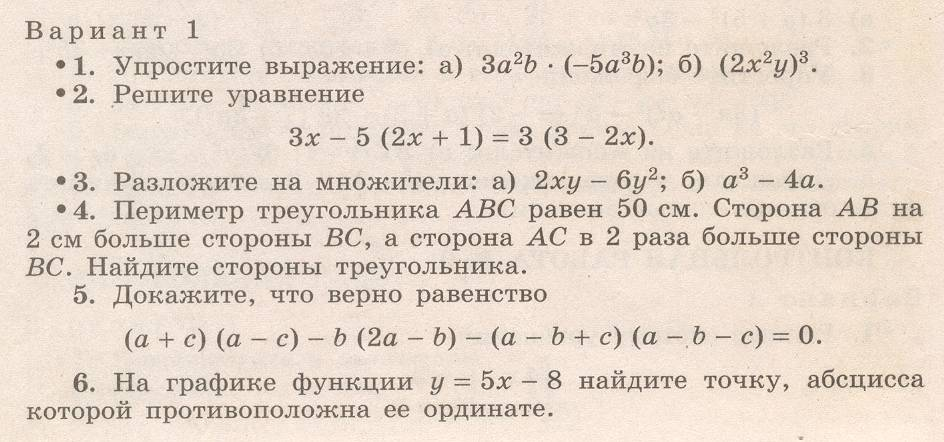 Вариант 1
•1. Упростите выражение: а) 3a²b · (−5a³b); б) (2x²y)³.
•2. Решите уравнение
3x − 5 (2x + 1) = 3 (3 − 2x).
•3. Разложите на множители: а) 2xy − 6y²; б) a³ − 4a.
•4. Периметр треугольника ABC равен 50 см. Сторона AB на
2 см больше стороны BC, а сторона AC в 2 раза больше стороны
BC. Найдите стороны треугольника.
5. Докажите, что верно равенство
(a + c) (a − c) − b (2a − b) − (a − b + c) (a − b − c) = 0.
6. На графике функции y = 5x − 8 найдите точку, абсцисса
которой противоположна ее ординате.